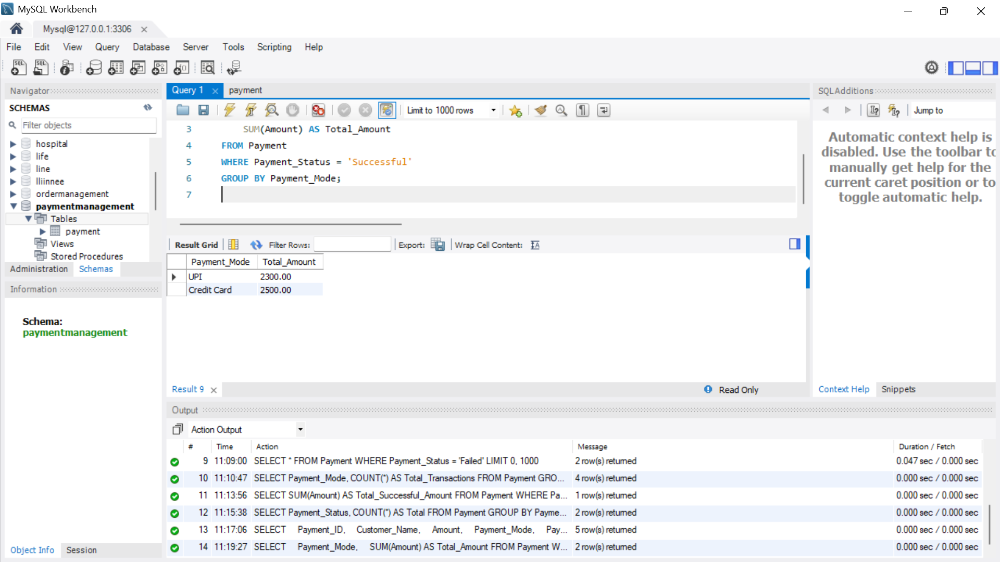 MySQL Workbench
Mysql@127.0.0.1:3306
File Edit View Query Database Server Tools Scripting Help
Navigator
SCHEMAS
Filter objects
hospital
life
line
lliinnee
ordermanagement
paymentmanagement
Tables
payment
Views
Stored Procedures
Administration Schemas
Information
Schema:
paymentmanagement
Object Info Session
Query 1 payment
Limit to 1000 rows
3 SUM(Amount) AS Total_Amount
4 FROM Payment
5 WHERE Payment_Status = 'Successful'
6 GROUP BY Payment_Mode;
7
Result Grid Filter Rows: Export: Wrap Cell Content:
Payment_Mode Total_Amount
UPI 2300.00
Credit Card 2500.00
Result 9 Read Only
SQLAdditions
Jump to
Automatic context help is
disabled. Use the toolbar to
manually get help for the
current caret position or to
toggle automatic help.
Context Help Snippets
Output
Action Output
# Time Action Message Duration / Fetch
9 11:09:00 SELECT * FROM Payment WHERE Payment_Status = 'Failed' LIMIT 0, 1000 2 row(s) returned 0.047 sec / 0.000 sec
10 11:10:47 SELECT Payment_Mode, COUNT(*) AS Total_Transactions FROM Payment GRO... 4 row(s) returned 0.000 sec / 0.000 sec
11 11:13:56 SELECT SUM(Amount) AS Total_Successful_Amount FROM Payment WHERE Pa... 1 row(s) returned 0.000 sec / 0.000 sec
12 11:15:38 SELECT Payment_Status, COUNT(*) AS Total FROM Payment GROUP BY Payme... 2 row(s) returned 0.000 sec / 0.000 sec
13 11:17:06 SELECT Payment_ID, Customer_Name, Amount, Payment_Mode, Pay... 5 row(s) returned 0.000 sec / 0.000 sec
14 11:19:27 SELECT Payment_Mode, SUM(Amount) AS Total_Amount FROM Payment W... 2 row(s) returned 0.000 sec / 0.000 sec